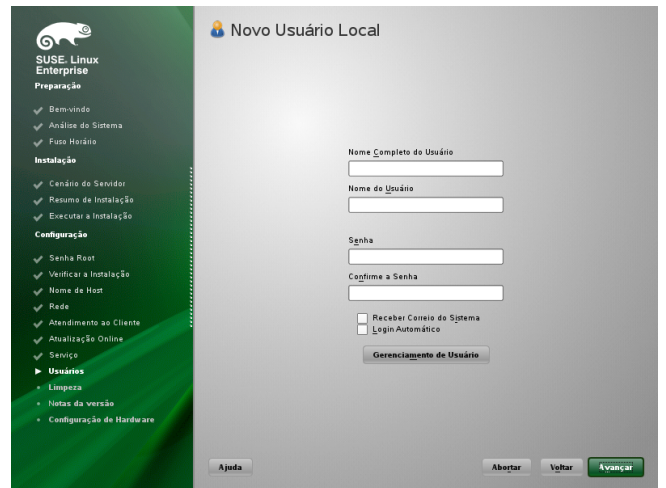 SUSE. Linux
Enterprise
Preparação
Bem-vindo
Análise do Sistema
Fuso Horário
Instalação
Cenário do Servidor
Resumo de Instalação
Executar a Instalação
Configuração
Senha Root
Verificar a Instalação
Nome de Host
Rede
Atendimento ao Cliente
Atualização Online
Serviço
Usuários
Limpeza
Notas da versão
Configuração de Hardware
Novo Usuário Local
Nome Completo do Usuário
Nome do Usuário
Senha
Confirme a Senha
Receber Correio do Sistema
Login Automático
Gerenciamento de Usuário
Ajuda
Abortar
Voltar
Avançar